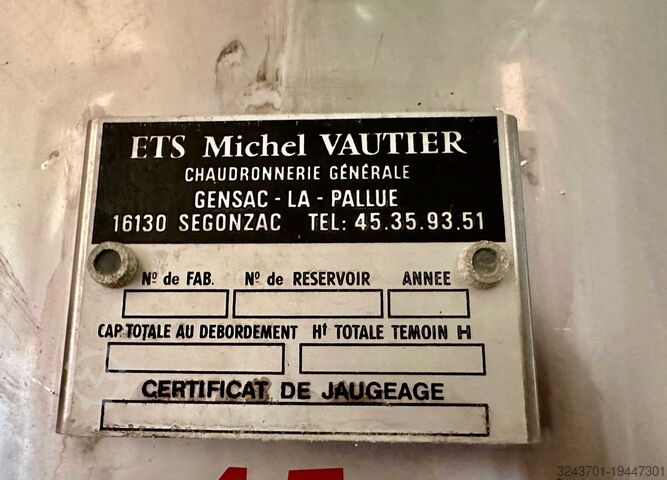 ETS Michel VAUTIER
CHAUDRONNERIE GÉNÉRALE
GENSAC - LA - PALLUE
16130 SEGONZAC TEL: 45.35.93.51
Nº de FAB. Nº de RESERVOIR ANNEE
CAP TOTALE AU DEBORDEMENT Ht TOTALE TEMOIN H
CERTIFICAT DE JAUGEAGE
3243701-19447301